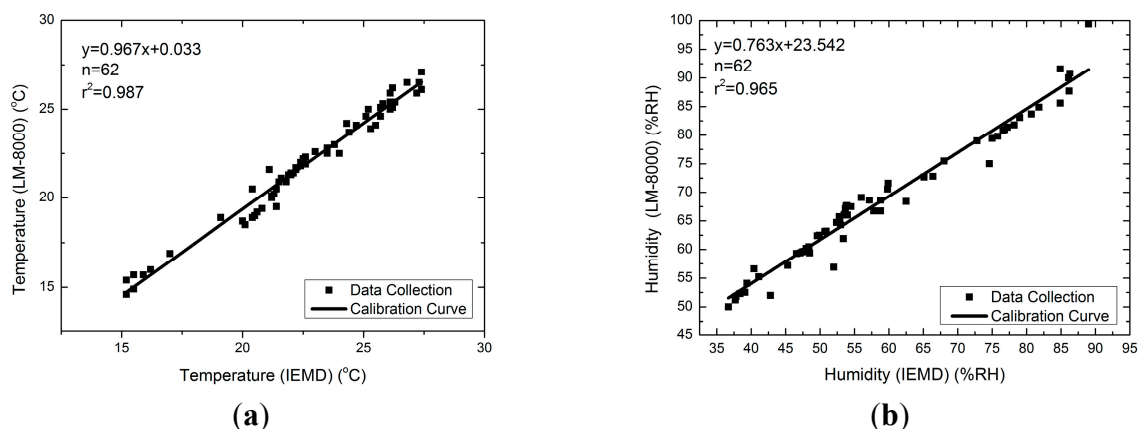 30
25
20
15
15
20
25
30
Temperature (LM-8000) (°C)
Temperature (IEMD) (°C)
y=0.967x+0.033
n=62
r²=0.987
Data Collection
Calibration Curve
(a)
100
95
90
85
80
75
70
65
60
55
50
45
35
40
45
50
55
60
65
70
75
80
85
90
95
Humidity (LM-8000) (%RH)
Humidity (IEMD) (%RH)
y=0.763x+23.542
n=62
r²=0.965
Data Collection
Calibration Curve
(b)